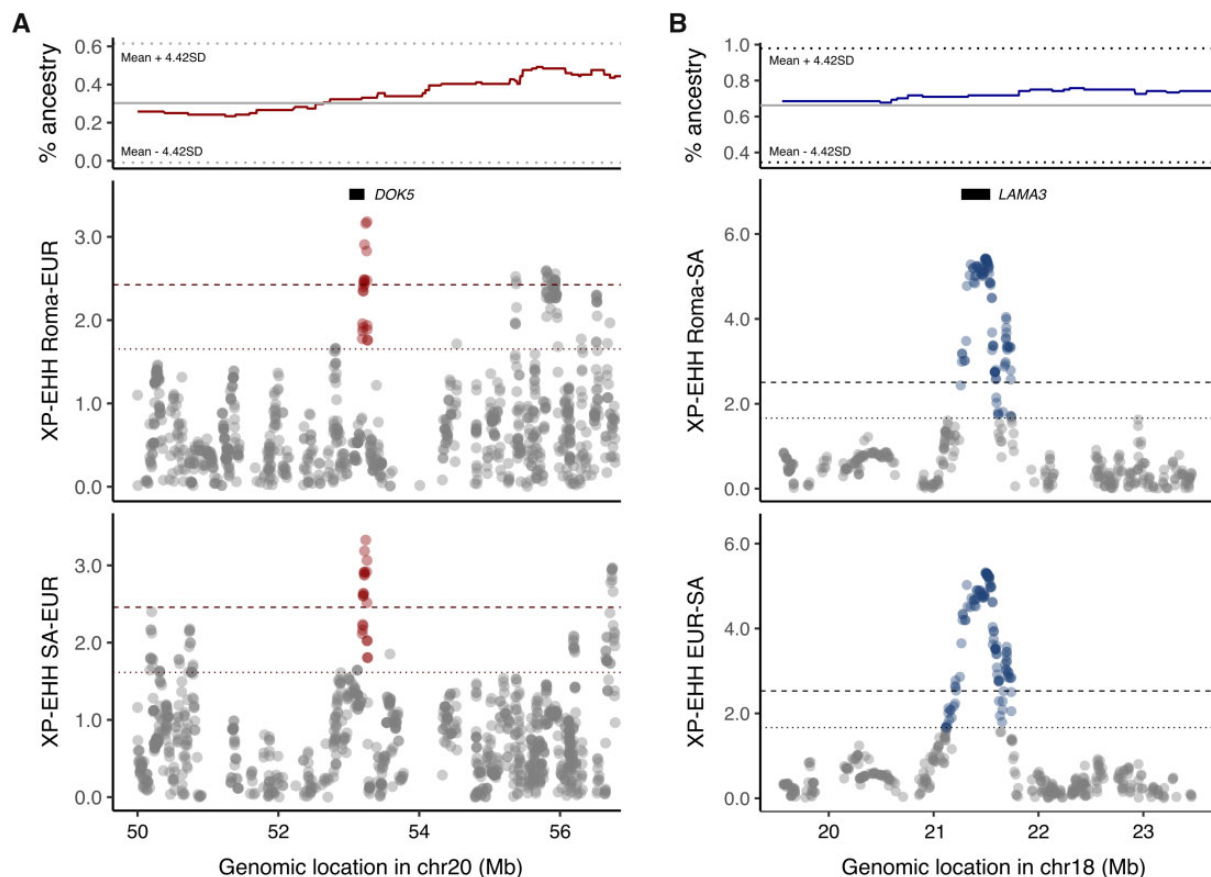 A
% ancestry
0.6
0.4
0.2
0.0
Mean + 4.42SD
Mean - 4.42SD
DOK5
XP-EHH Roma-EUR
3.0
2.0
1.0
0.0
XP-EHH SA-EUR
3.0
2.0
1.0
0.0
50
52
54
56
Genomic location in chr20 (Mb)
B
% ancestry
1.0
0.8
0.6
0.4
Mean + 4.42SD
Mean - 4.42SD
LAMA3
XP-EHH Roma-SA
6.0
4.0
2.0
0.0
XP-EHH EUR-SA
6.0
4.0
2.0
0.0
20
21
22
23
Genomic location in chr18 (Mb)